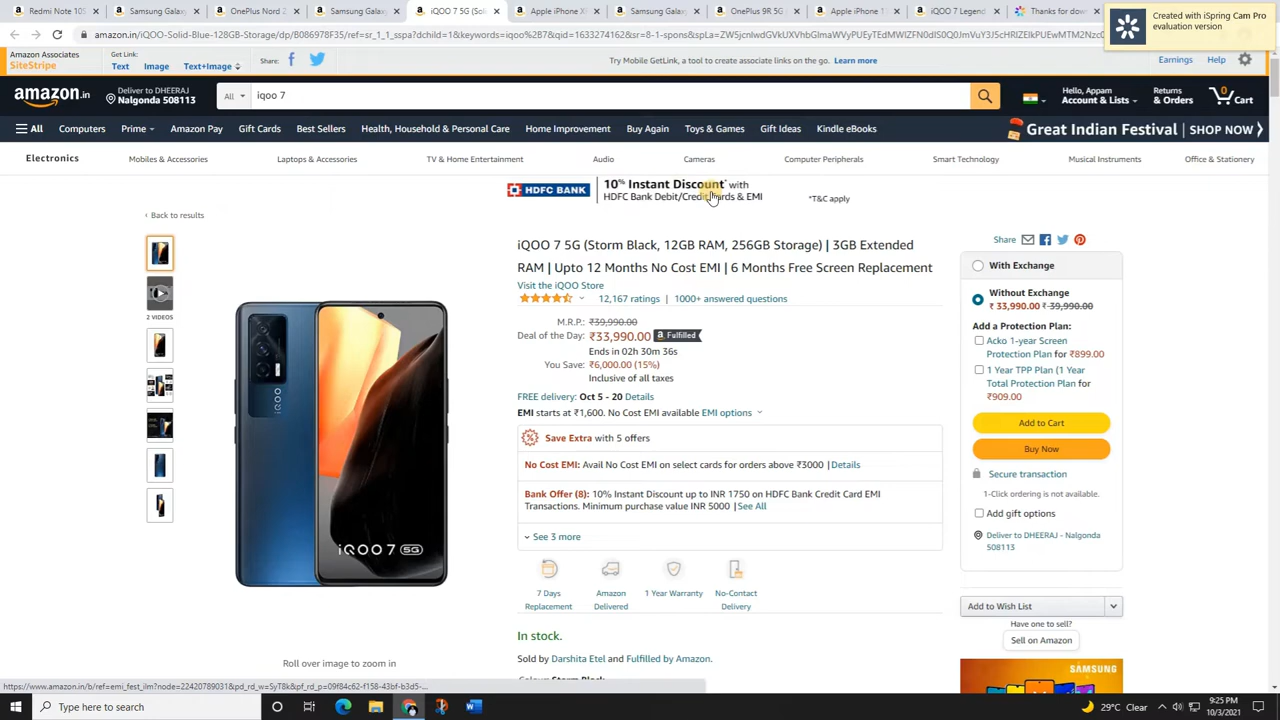 Redmi Note 10S
Samsung Galax
OnePlus Nord 2
Samsung Galax
iQOO 7 5G (Sol
Apple iPhone X
Samsung Galax
OnePlus 9R 5G
Apple iPhone 1
iQOO 7 Legend
Thanks for dow
Created with iSpring Cam Pro
evaluation version
Amazon Associates
SiteStripe
Get Link:
Text
Image
Text+Image
Share:
Try Mobile GetLink, a tool to create associate links on the go. Learn more
Earnings
Help
amazon.in
Deliver to DHEERAJ
Nalgonda 508113
All
iqoo 7
Hello, Appam
Account & Lists
Returns
& Orders
0
Cart
All
Computers
Prime
Amazon Pay
Gift Cards
Best Sellers
Health, Household & Personal Care
Home Improvement
Buy Again
Toys & Games
Gift Ideas
Kindle eBooks
Great Indian Festival | SHOP NOW
Electronics
Mobiles & Accessories
Laptops & Accessories
TV & Home Entertainment
Audio
Cameras
Computer Peripherals
Smart Technology
Musical Instruments
Office & Stationery
HDFC BANK
10% Instant Discount* with
HDFC Bank Debit/Credit Cards & EMI
*T&C apply
‹ Back to results
2 VIDEOS
iQOO
iQOO 7 5G
Roll over image to zoom in
iQOO 7 5G (Storm Black, 12GB RAM, 256GB Storage) | 3GB Extended
RAM | Upto 12 Months No Cost EMI | 6 Months Free Screen Replacement
Visit the iQOO Store
12,167 ratings | 1000+ answered questions
M.R.P.: ₹39,990.00
Deal of the Day: ₹33,990.00 a Fulfilled
Ends in 02h 30m 36s
You Save: ₹6,000.00 (15%)
Inclusive of all taxes
FREE delivery: Oct 5 - 20 Details
EMI starts at ₹1,600. No Cost EMI available EMI options
Save Extra with 5 offers
No Cost EMI: Avail No Cost EMI on select cards for orders above ₹3000 |Details
Bank Offer (8): 10% Instant Discount up to INR 1750 on HDFC Bank Credit Card EMI
Transactions. Minimum purchase value INR 5000 |See All
See 3 more
7 Days
Replacement
Amazon
Delivered
1 Year Warranty
No-Contact
Delivery
In stock.
Sold by Darshita Etel and Fulfilled by Amazon.
Colour: Storm Black
Share
With Exchange
Without Exchange
₹ 33,990.00 ₹ 39,990.00
Add a Protection Plan:
Acko 1-year Screen
Protection Plan for ₹899.00
1 Year TPP Plan (1 Year
Total Protection Plan for
₹909.00
Add to Cart
Buy Now
Secure transaction
1-Click ordering is not available.
Add gift options
Deliver to DHEERAJ - Nalgonda
508113
Add to Wish List
Have one to sell?
Sell on Amazon
SAMSUNG
Type here to search
29°C Clear
9:25 PM
10/3/2021